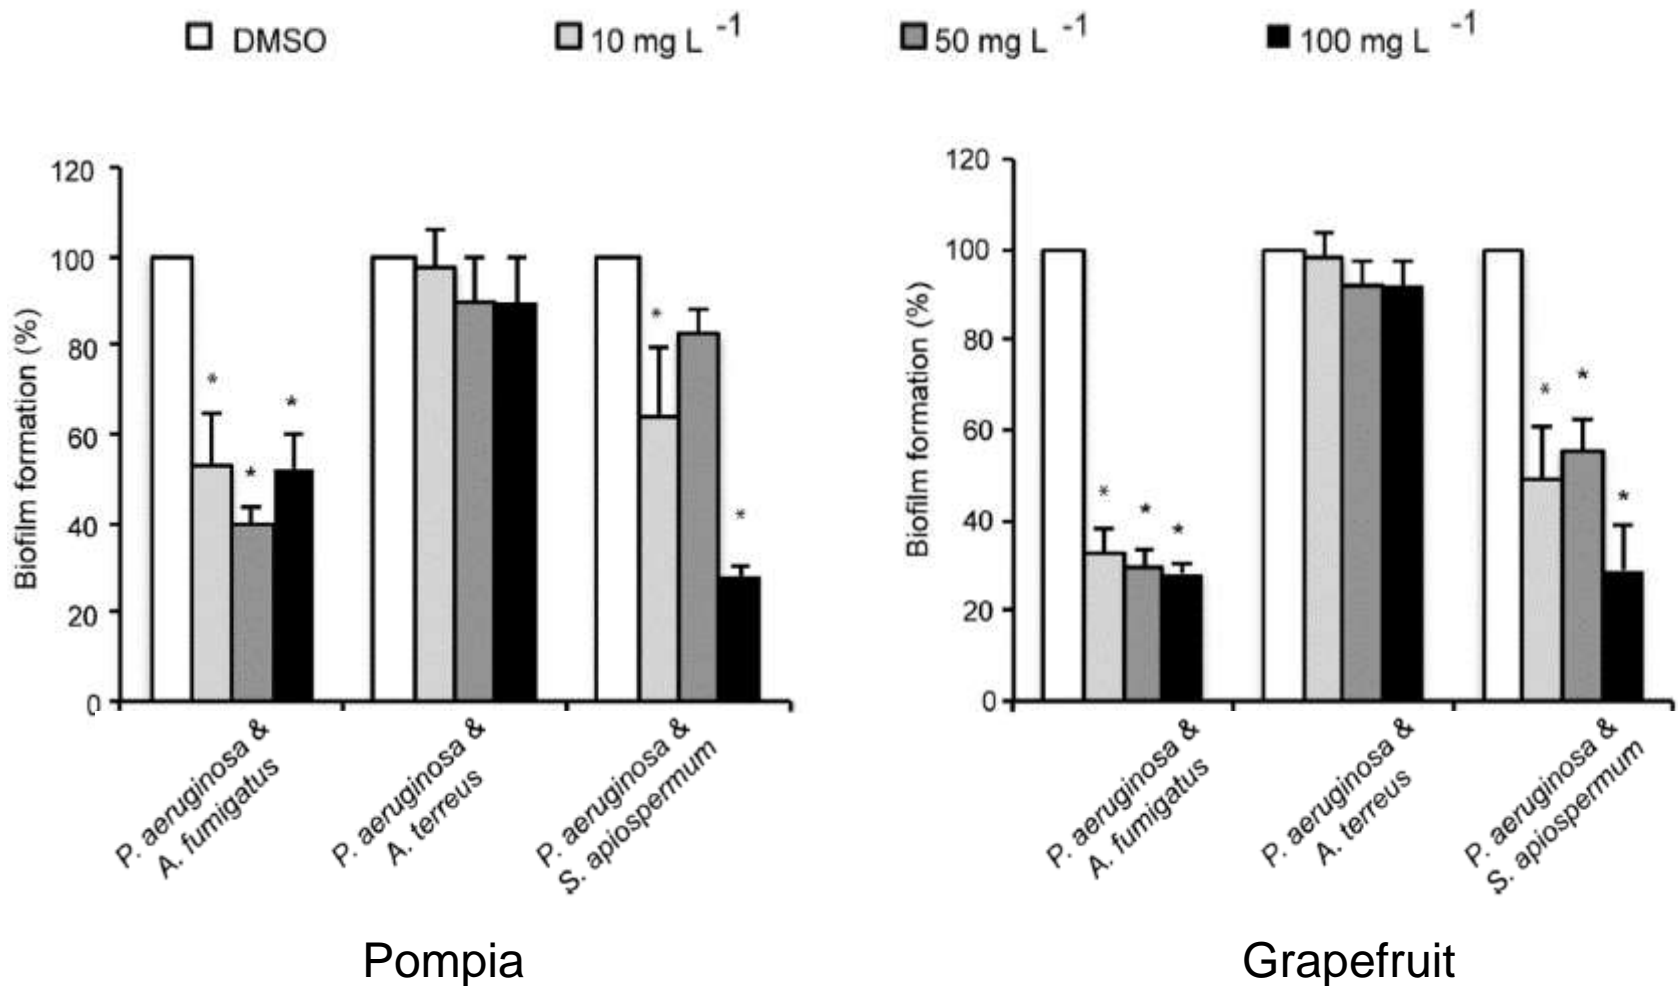 DMSO
10 mg L -1
50 mg L -1
100 mg L -1
120
100
80
60
40
20
0
Biofilm formation (%)
*
*
*
*
*
P. aeruginosa &
A. fumigatus
P. aeruginosa &
A. terreus
P. aeruginosa &
S. apiospermum
Pompia
120
100
80
60
40
20
0
Biofilm formation (%)
*
*
*
*
*
*
P. aeruginosa &
A. fumigatus
P. aeruginosa &
A. terreus
P. aeruginosa &
S. apiospermum
Grapefruit